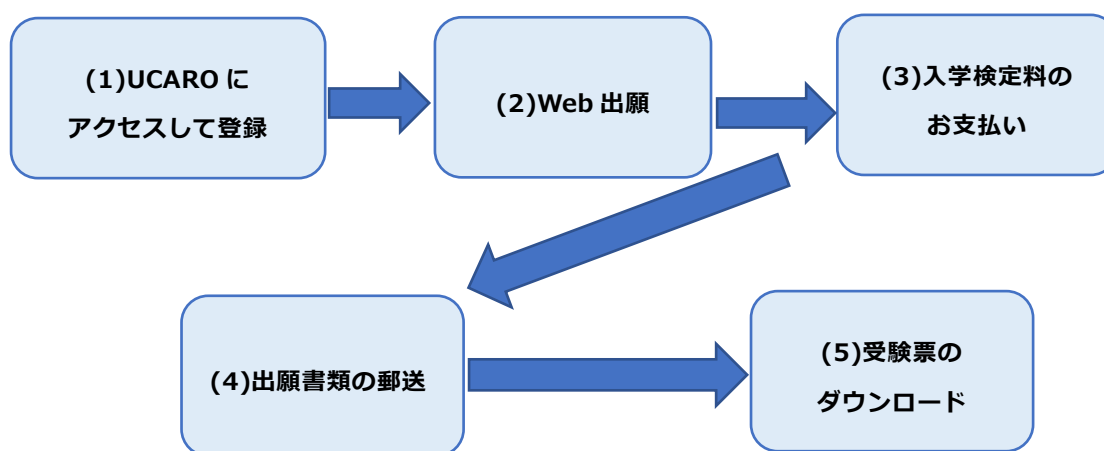 (1)UCARO に
アクセスして登録
(2)Web 出願
(3)入学検定料の
お支払い
(4)出願書類の郵送
(5)受験票の
ダウンロード